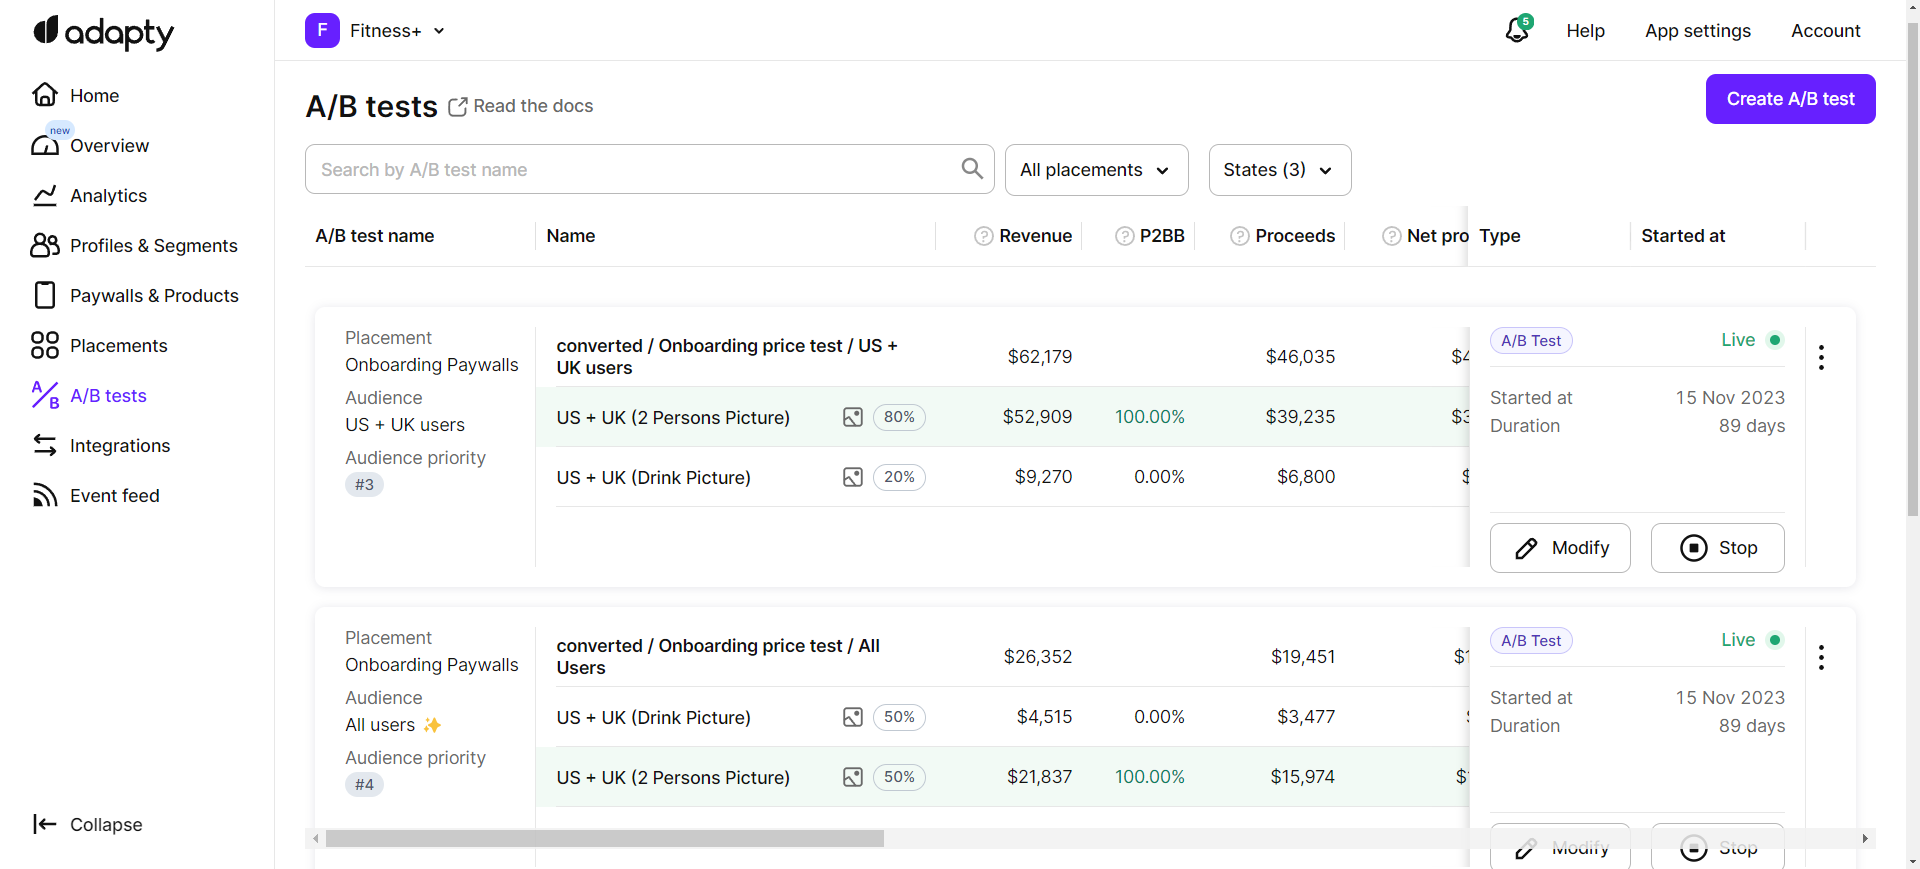 adapty
Home
new
Overview
Analytics
Profiles & Segments
Paywalls & Products
Placements
A/B tests
Integrations
Event feed
Collapse
F Fitness+
5
Help App settings Account
A/B tests Read the docs
Create A/B test
Search by A/B test name
All placements
States (3)
A/B test name Name ? Revenue ? P2BB ? Proceeds ? Net pro Type Started at
Placement
Onboarding Paywalls
Audience
US + UK users
Audience priority
#3
converted / Onboarding price test / US +
UK users
$62,179 $46,035 $4
US + UK (2 Persons Picture) 80% $52,909 100.00% $39,235 $3
US + UK (Drink Picture) 20% $9,270 0.00% $6,800 $
A/B Test Live
Started at 15 Nov 2023
Duration 89 days
Modify Stop
Placement
Onboarding Paywalls
Audience
All users ✨
Audience priority
#4
converted / Onboarding price test / All
Users
$26,352 $19,451 $1
US + UK (Drink Picture) 50% $4,515 0.00% $3,477
US + UK (2 Persons Picture) 50% $21,837 100.00% $15,974 $
A/B Test Live
Started at 15 Nov 2023
Duration 89 days
Modify Stop